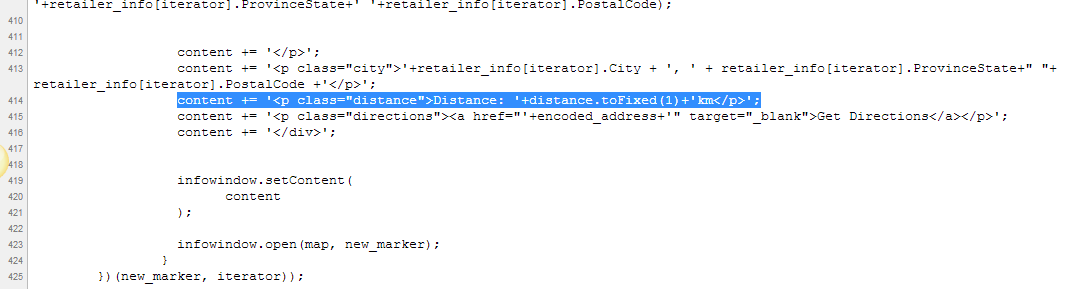 '+retailer_info[iterator].ProvinceState+' '+retailer_info[iterator].PostalCode);
410
411
412 content += '</p>';
413 content += '<p class="city">'+retailer_info[iterator].City + ', ' + retailer_info[iterator].ProvinceState+" "+
retailer_info[iterator].PostalCode +'</p>';
414 content += '<p class="distance">Distance: '+distance.toFixed(1)+'km</p>';
415 content += '<p class="directions"><a href="'+encoded_address+'" target="_blank">Get Directions</a></p>';
416 content += '</div>';
417
418
419 infowindow.setContent(
420 content
421 );
422
423 infowindow.open(map, new_marker);
424 }
425 })(new_marker, iterator));